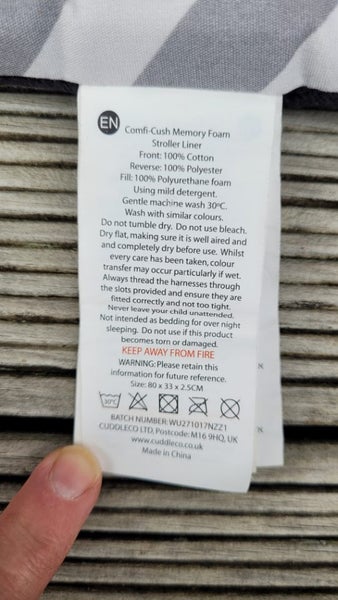 EN
Comfi-Cush Memory Foam
Stroller Liner
Front: 100% Cotton
Reverse: 100% Polyester
Fill: 100% Polyurethane foam
Using mild detergent.
Gentle machine wash 30ºC.
Wash with similar colours.
Do not tumble dry. Do not use bleach.
Dry flat, making sure it is well aired and
and completely dry before use. Whilst
every care has been taken, colour
transfer may occur particularly if wet.
Always thread the harnesses through
the slots provided and ensure they are
fitted correctly and not too tight.
Never leave your child unattended.
Not intended as bedding for over night
sleeping. Do not use if this product
becomes torn or damaged.
KEEP AWAY FROM FIRE
WARNING: Please retain this
information for future reference.
Size: 80 x 33 x 2.5CM
30°C
BATCH NUMBER: WU271017NZ21
CUDDLECO LTD, Postcode: M16 9HQ, UK
www.cuddleco.co.uk
Made in China